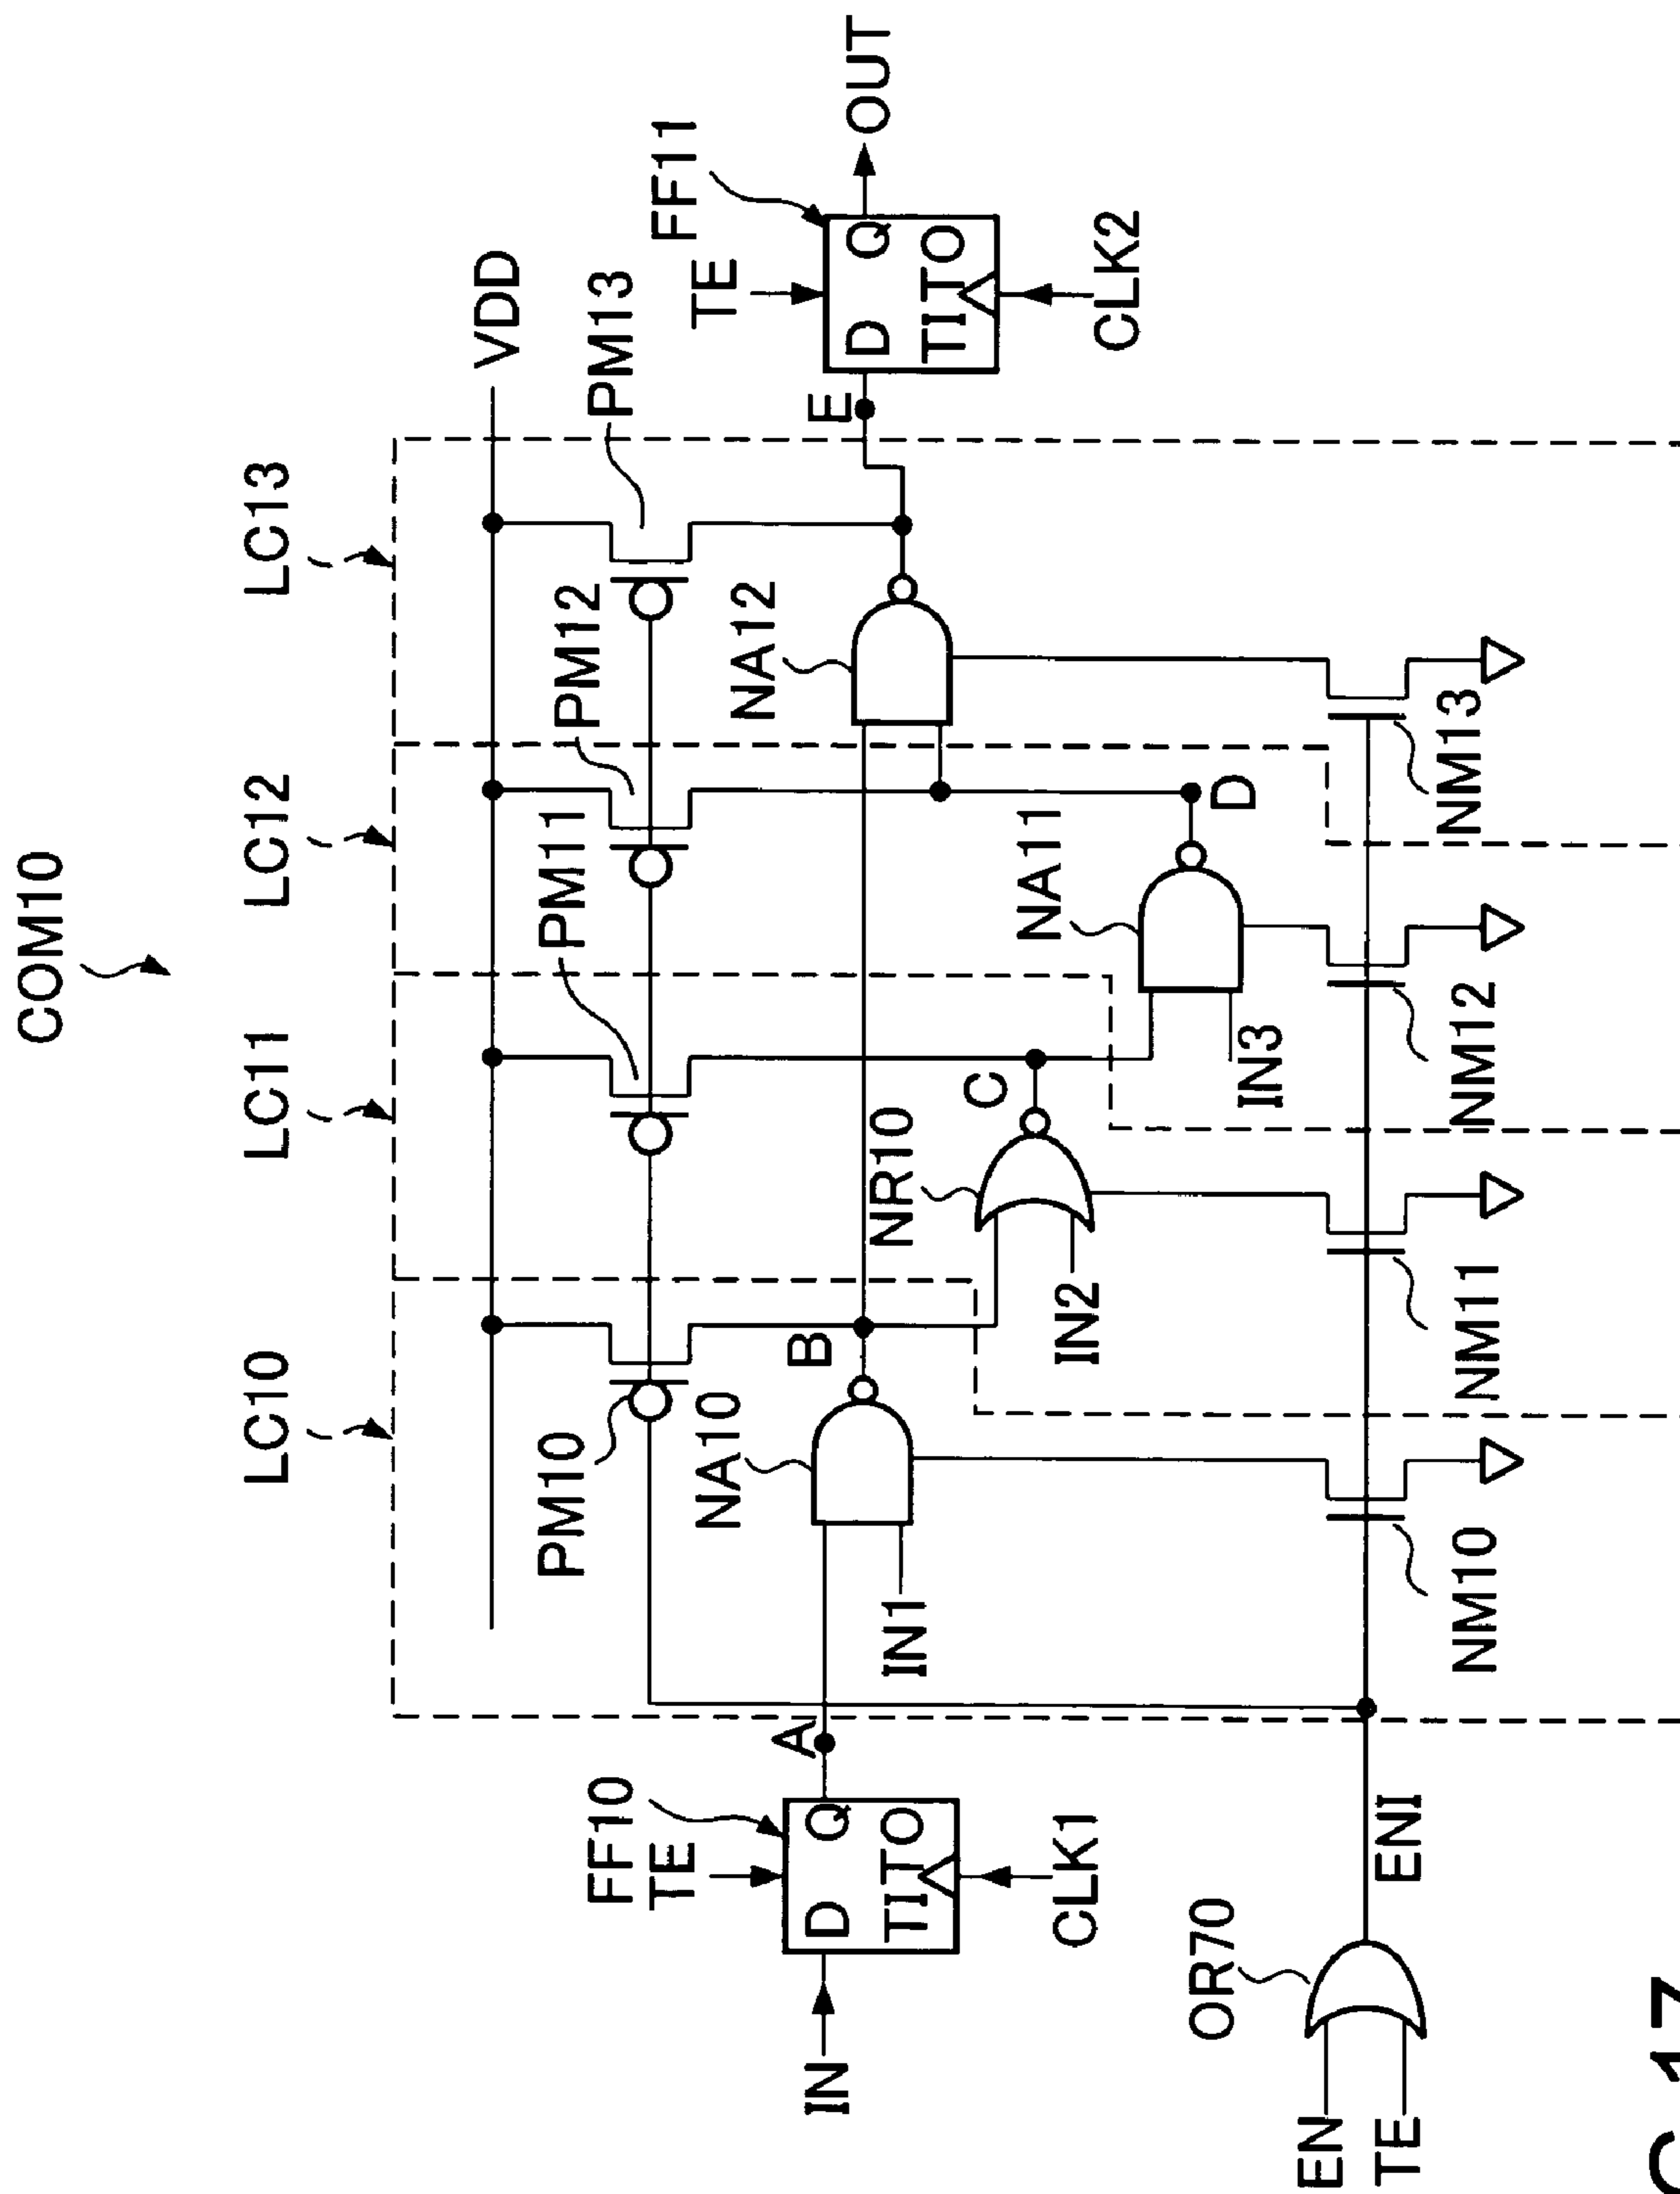 COM10
LC10
LC11
LC12
LC13
VDD
PM10
PM11
PM12
PM13
FF10
TE
FF11
TE
IN
D
Q
TI
TO
CLK1
A
NA10
IN1
B
NR10
IN2
C
NA11
IN3
D
NA12
E
D
Q
TI
TO
CLK2
OUT
OR70
EN
TE
ENI
NM10
NM11
NM12
NM13
17